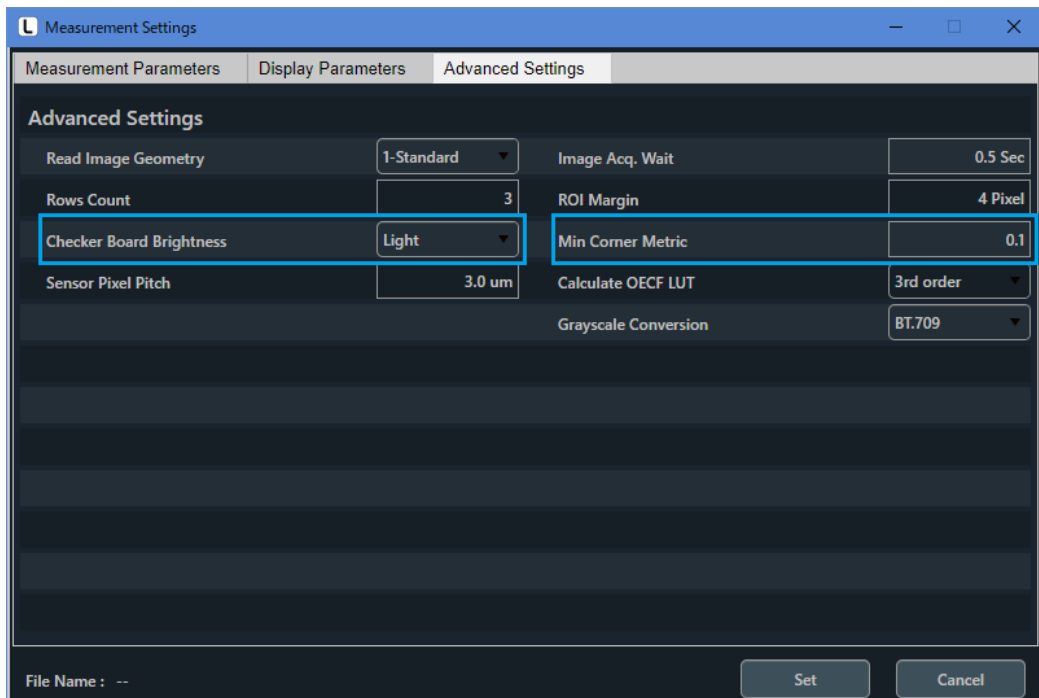 L Measurement Settings
Measurement Parameters Display Parameters Advanced Settings
Advanced Settings
Read Image Geometry 1-Standard Image Acq. Wait 0.5 Sec
Rows Count 3 ROI Margin 4 Pixel
Checker Board Brightness Light Min Corner Metric 0.1
Sensor Pixel Pitch 3.0 um Calculate OECF LUT 3rd order
Grayscale Conversion BT.709
File Name : -- Set Cancel